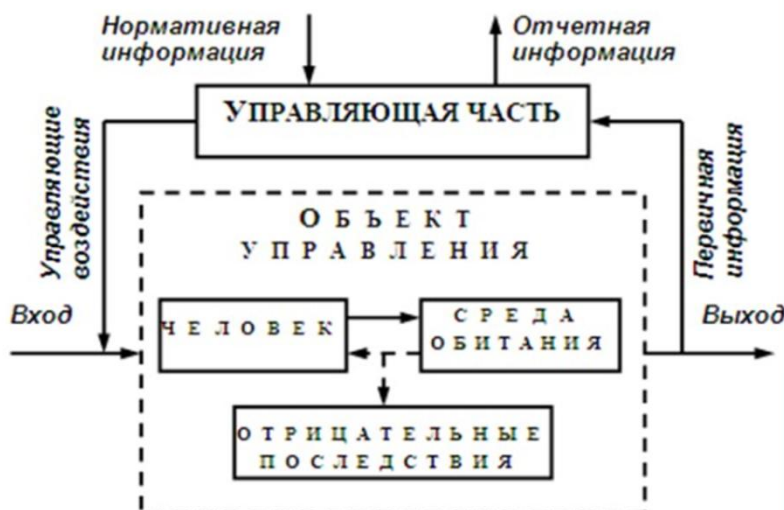 Нормативная
информация
Отчетная
информация
УПРАВЛЯЮЩАЯ ЧАСТЬ
Управляющие
воздействия
Первичная
информация
ОБЪЕКТ
УПРАВЛЕНИЯ
Вход
ЧЕЛОВЕК
СРЕДА
ОБИТАНИЯ
Выход
ОТРИЦАТЕЛЬНЫЕ
ПОСЛЕДСТВИЯ